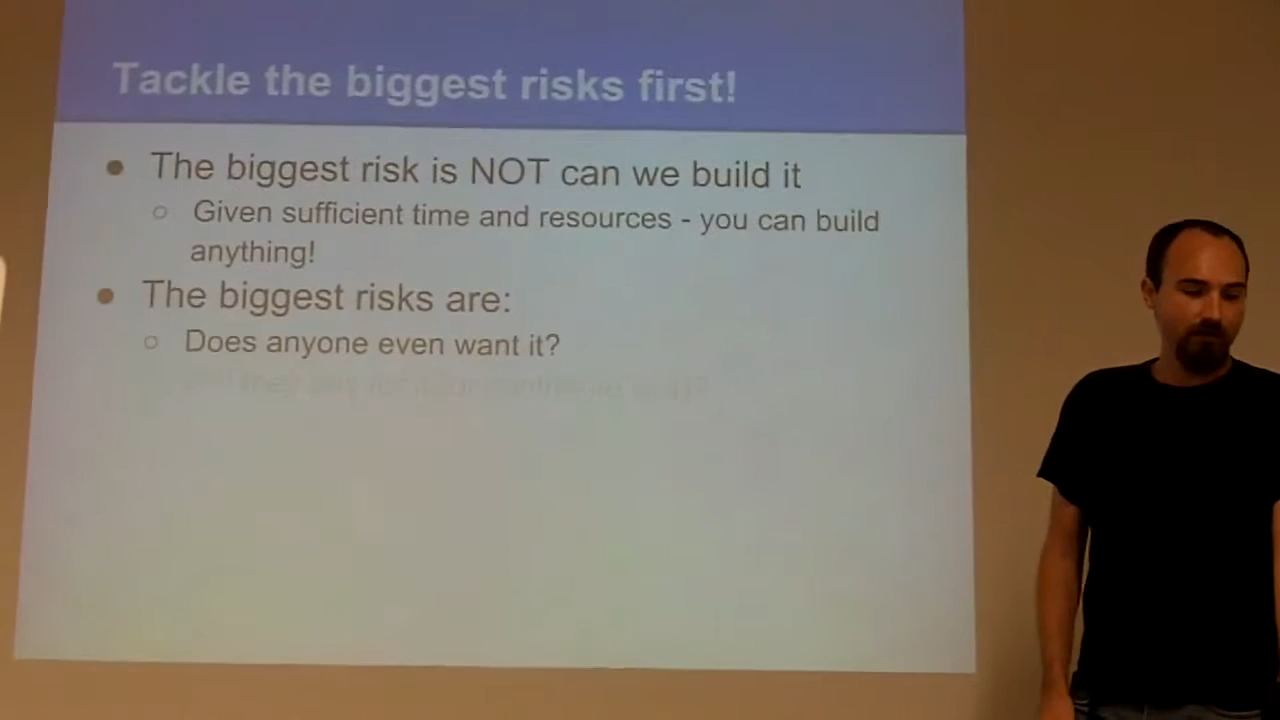 Tackle the biggest risks first!
The biggest risk is NOT can we build it
Given sufficient time and resources - you can build
anything!
The biggest risks are:
Does anyone even want it?